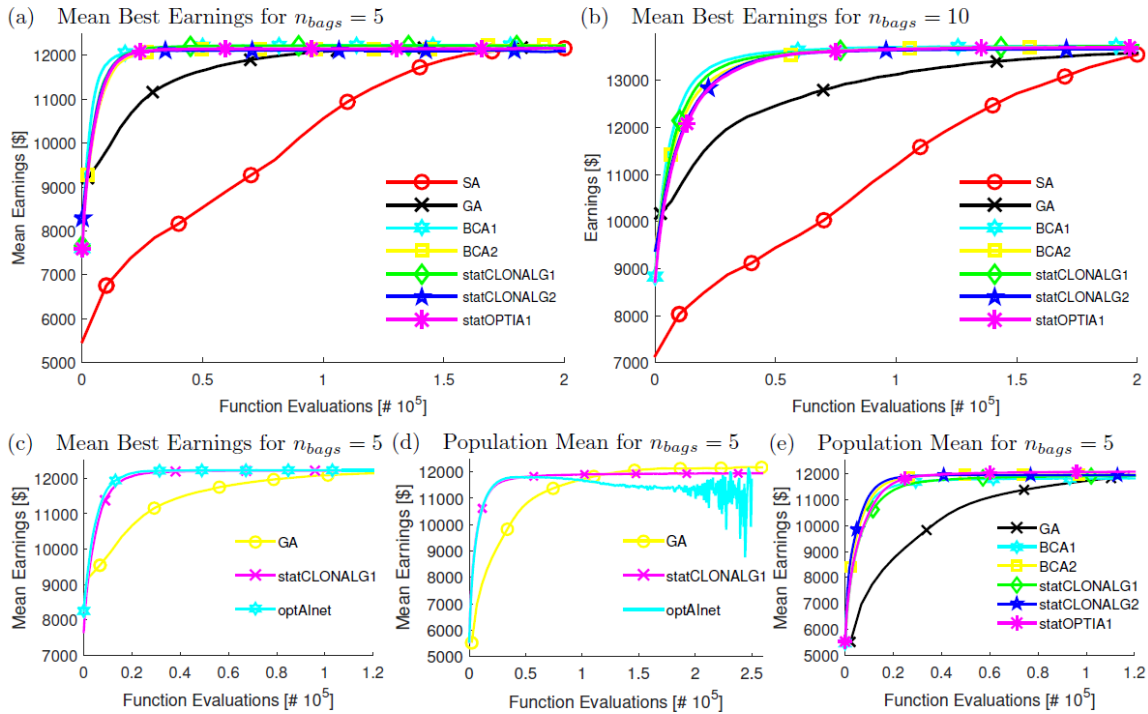 (a) Mean Best Earnings for n_bags = 5
12000
11000
10000
9000
8000
7000
6000
5000
Mean Earnings [$]
SA
GA
BCA1
BCA2
statCLONALG1
statCLONALG2
statOPTIA1
0 0.5 1 1.5 2
Function Evaluations [# 10^5]
(b) Mean Best Earnings for n_bags = 10
13000
12000
11000
10000
9000
8000
7000
Earnings [$]
SA
GA
BCA1
BCA2
statCLONALG1
statCLONALG2
statOPTIA1
0 0.5 1 1.5 2
Function Evaluations [# 10^5]
(c) Mean Best Earnings for n_bags = 5
13000
12000
11000
10000
9000
8000
7000
Mean Earnings [$]
GA
statCLONALG1
optAInet
0 0.2 0.4 0.6 0.8 1 1.2
Function Evaluations [# 10^5]
(d) Population Mean for n_bags = 5
12000
11000
10000
9000
8000
7000
6000
5000
Mean Earnings [$]
GA
statCLONALG1
optAInet
0 0.5 1 1.5 2 2.5
Function Evaluations [# 10^5]
(e) Population Mean for n_bags = 5
12000
11000
10000
9000
8000
7000
6000
5000
Mean Earnings [$]
GA
BCA1
BCA2
statCLONALG1
statCLONALG2
statOPTIA1
0 0.2 0.4 0.6 0.8 1 1.2
Function Evaluations [# 10^5]